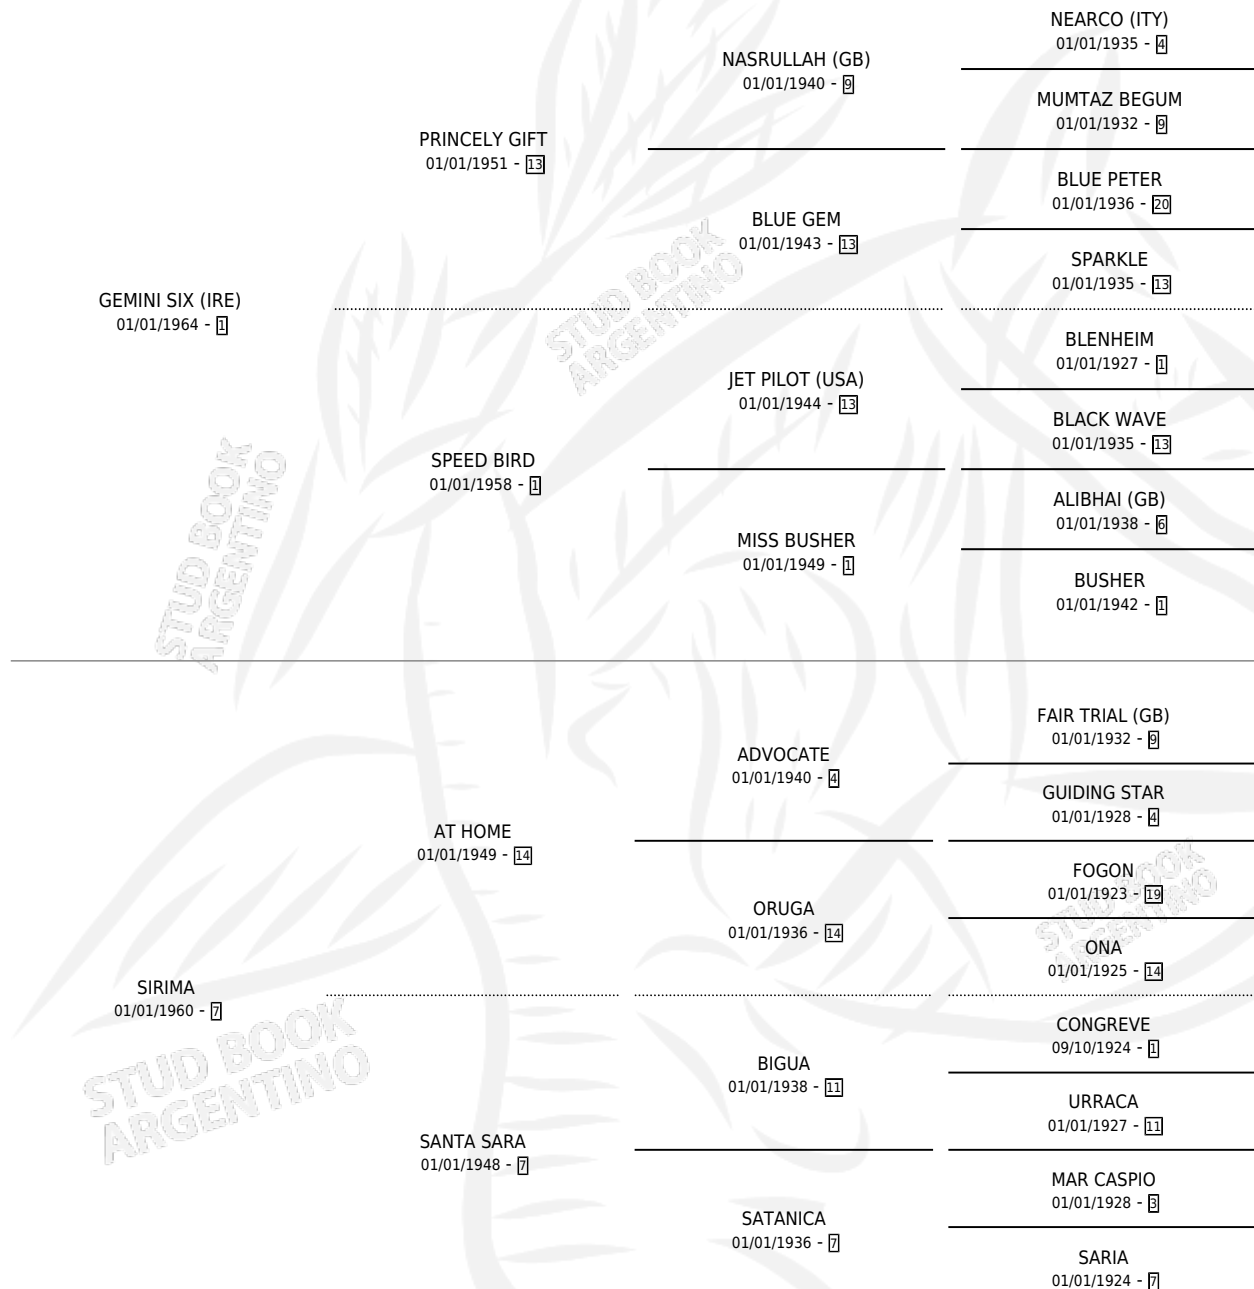 NEARCO (ITY)
01/01/1935 - 4
NASRULLAH (GB)
01/01/1940 - 9
MUMTAZ BEGUM
01/01/1932 - 9
PRINCELY GIFT
01/01/1951 - 13
BLUE PETER
01/01/1936 - 20
BLUE GEM
01/01/1943 - 13
SPARKLE
01/01/1935 - 13
GEMINI SIX (IRE)
01/01/1964 - 1
BLENHEIM
01/01/1927 - 1
JET PILOT (USA)
01/01/1944 - 13
BLACK WAVE
01/01/1935 - 13
SPEED BIRD
01/01/1958 - 1
ALIBHAI (GB)
01/01/1938 - 6
MISS BUSHER
01/01/1949 - 1
BUSHER
01/01/1942 - 1
FAIR TRIAL (GB)
01/01/1932 - 9
ADVOCATE
01/01/1940 - 4
GUIDING STAR
01/01/1928 - 4
AT HOME
01/01/1949 - 14
FOGON
01/01/1923 - 19
ORUGA
01/01/1936 - 14
ONA
01/01/1925 - 14
SIRIMA
01/01/1960 - 7
CONGREVE
09/10/1924 - 1
BIGUA
01/01/1938 - 11
URRACA
01/01/1927 - 11
SANTA SARA
01/01/1948 - 7
MAR CASPIO
01/01/1928 - 3
SATANICA
01/01/1936 - 7
SARIA
01/01/1924 - 7
STUD BOOK
ARGENTINO
STUD BOOK
ARGENTINO
STUD BOOK
ARGENTINO
STUD BOOK
ARGENTINO